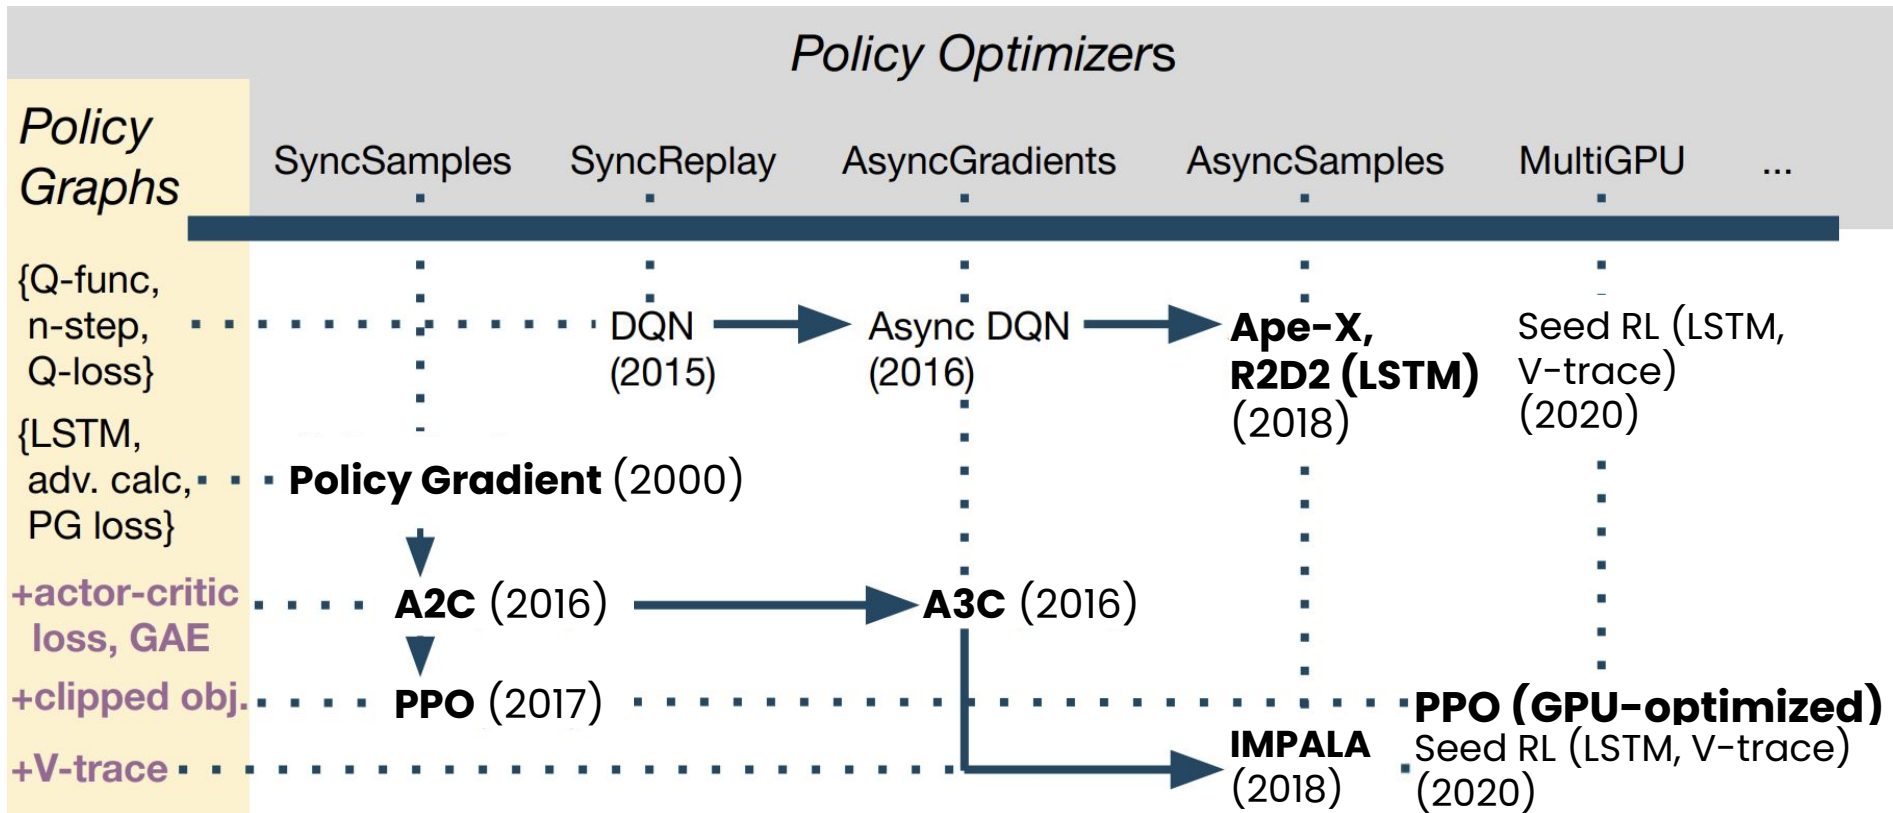 Policy Optimizers
Policy
Graphs
SyncSamples
SyncReplay
AsyncGradients
AsyncSamples
MultiGPU
...
{Q-func,
n-step,
Q-loss}
DQN
(2015)
Async DQN
(2016)
Ape-X,
R2D2 (LSTM)
(2018)
Seed RL (LSTM,
V-trace)
(2020)
{LSTM,
adv. calc,
PG loss}
Policy Gradient (2000)
+actor-critic
loss, GAE
A2C (2016)
A3C (2016)
+clipped obj.
PPO (2017)
PPO (GPU-optimized)
+V-trace
IMPALA
(2018)
Seed RL (LSTM, V-trace)
(2020)